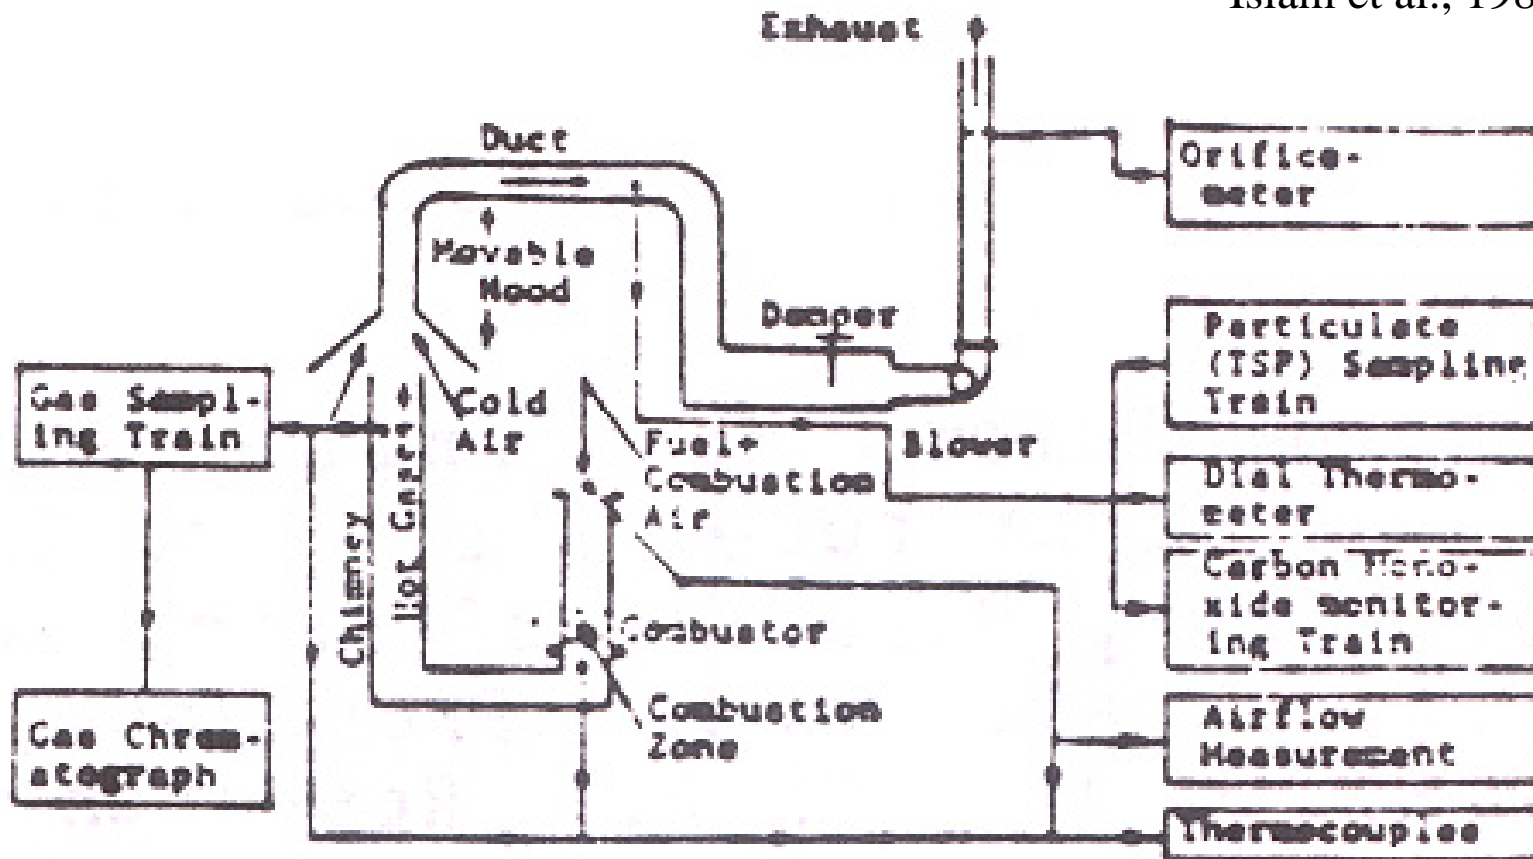 Islam et al., 198
Exhaust
Duct
Orifice-
meter
Movable
Hood
Damper
Particulate
(TSP) Sampling
Train
Gas Sampl-
ing Train
Cold
Air
Fuel+
Combustion
Air
Blower
Dial Thermo-
meter
Chimney
Hot Gases
Carbon Mono-
xide monitor-
ing Train
Combustor
Combustion
Zone
Gas Chrom-
atograph
Airflow
Measurement
Thermocouples